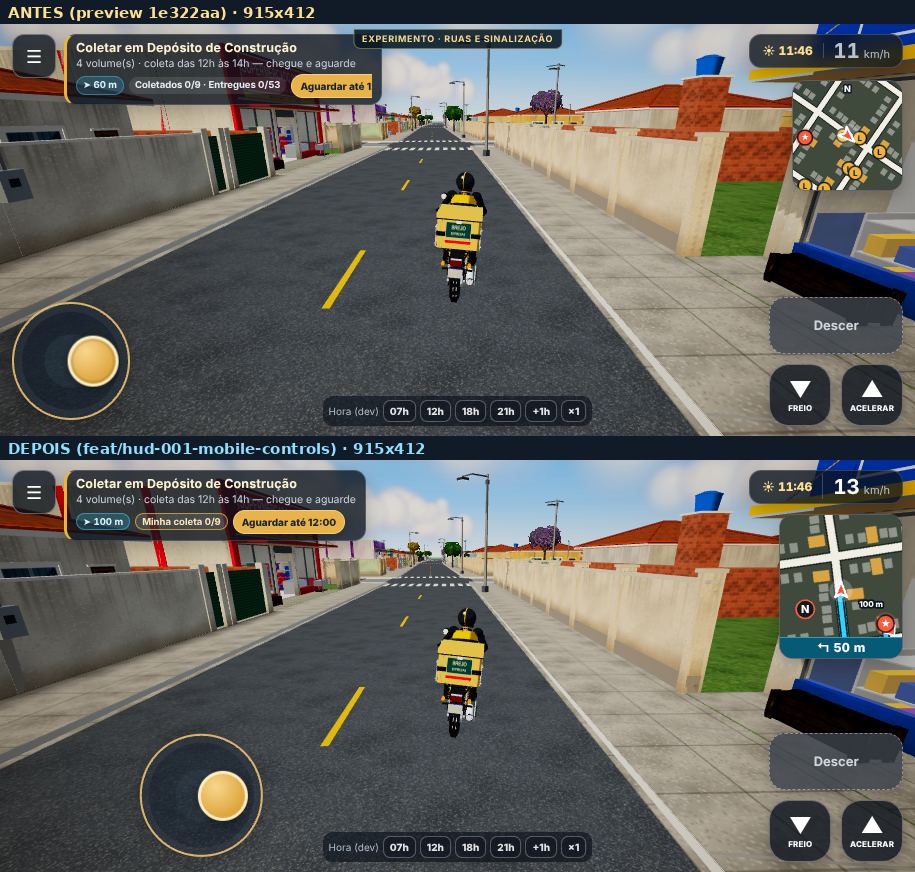 ANTES (preview 1e322aa) · 915x412
☰
Coletar em Depósito de Construção
4 volume(s) · coleta das 12h às 14h — chegue e aguarde
➤ 60 m Coletados 0/9 · Entregues 0/53 Aguardar até 1
EXPERIMENTO · RUAS E SINALIZAÇÃO
☀ 11:46 11 km/h
N
L
L
L
L
L
L
BREJO
EXPRESS
Descer
FREIO ACELERAR
Hora (dev) 07h 12h 18h 21h +1h ×1
DEPOIS (feat/hud-001-mobile-controls) · 915x412
☰
Coletar em Depósito de Construção
4 volume(s) · coleta das 12h às 14h — chegue e aguarde
➤ 100 m Minha coleta 0/9 Aguardar até 12:00
☀ 11:46 13 km/h
N
100 m
↰ 50 m
BREJO
EXPRESS
Descer
FREIO ACELERAR
Hora (dev) 07h 12h 18h 21h +1h ×1